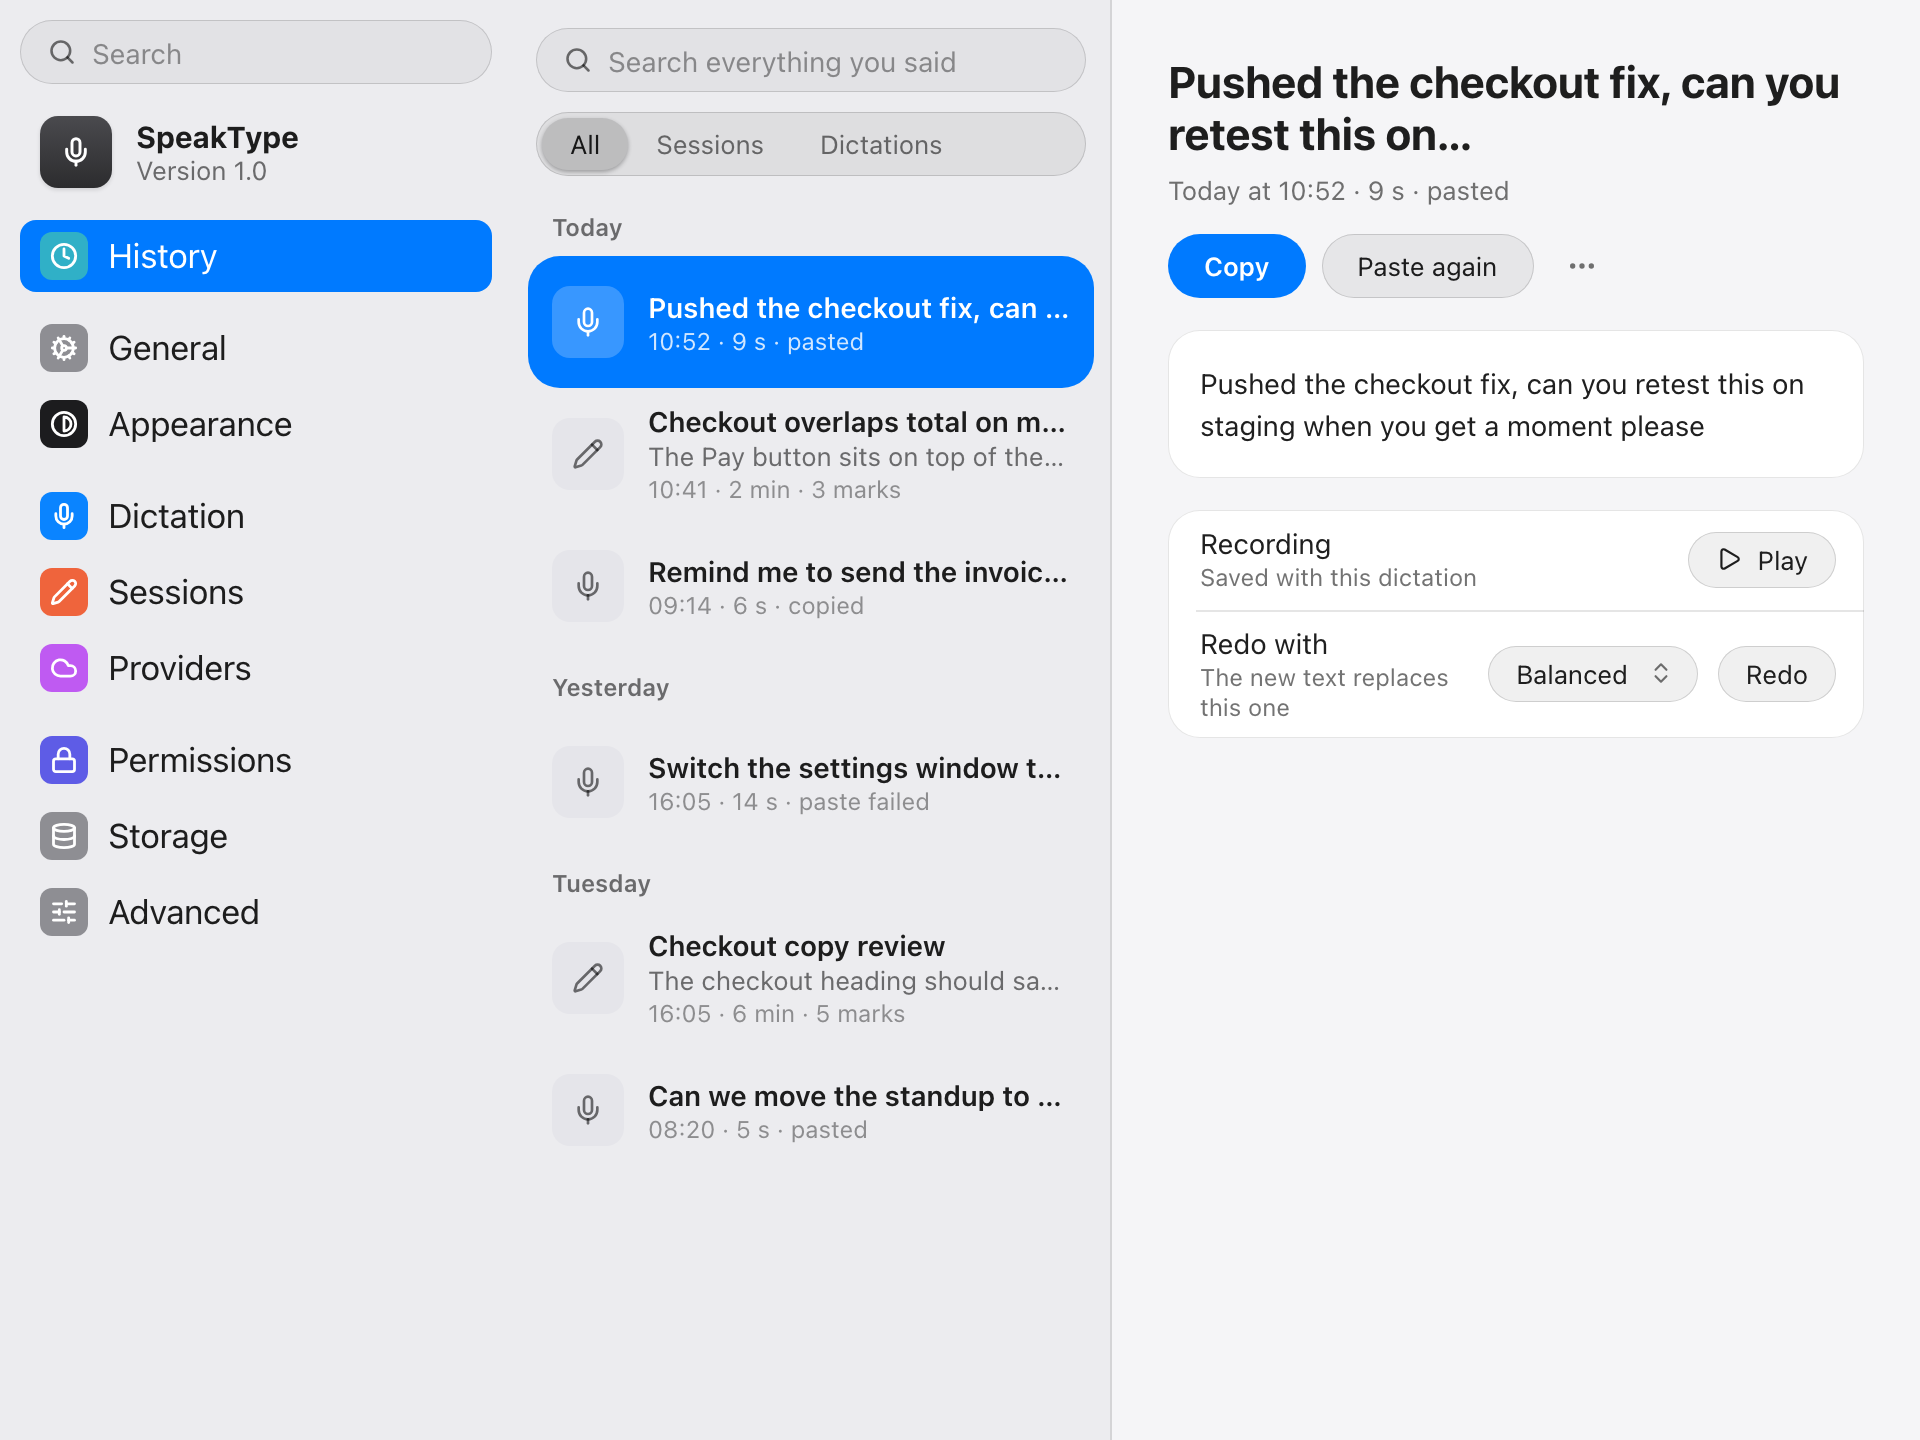 Search
SpeakType
Version 1.0
History
General
Appearance
Dictation
Sessions
Providers
Permissions
Storage
Advanced
Search everything you said
All Sessions Dictations
Today
Pushed the checkout fix, can ...
10:52 · 9 s · pasted
Checkout overlaps total on m...
The Pay button sits on top of the...
10:41 · 2 min · 3 marks
Remind me to send the invoic...
09:14 · 6 s · copied
Yesterday
Switch the settings window t...
16:05 · 14 s · paste failed
Tuesday
Checkout copy review
The checkout heading should sa...
16:05 · 6 min · 5 marks
Can we move the standup to ...
08:20 · 5 s · pasted
Pushed the checkout fix, can you
retest this on...
Today at 10:52 · 9 s · pasted
Copy Paste again
Pushed the checkout fix, can you retest this on
staging when you get a moment please
Recording
Saved with this dictation
Play
Redo with
The new text replaces
this one
Balanced Redo